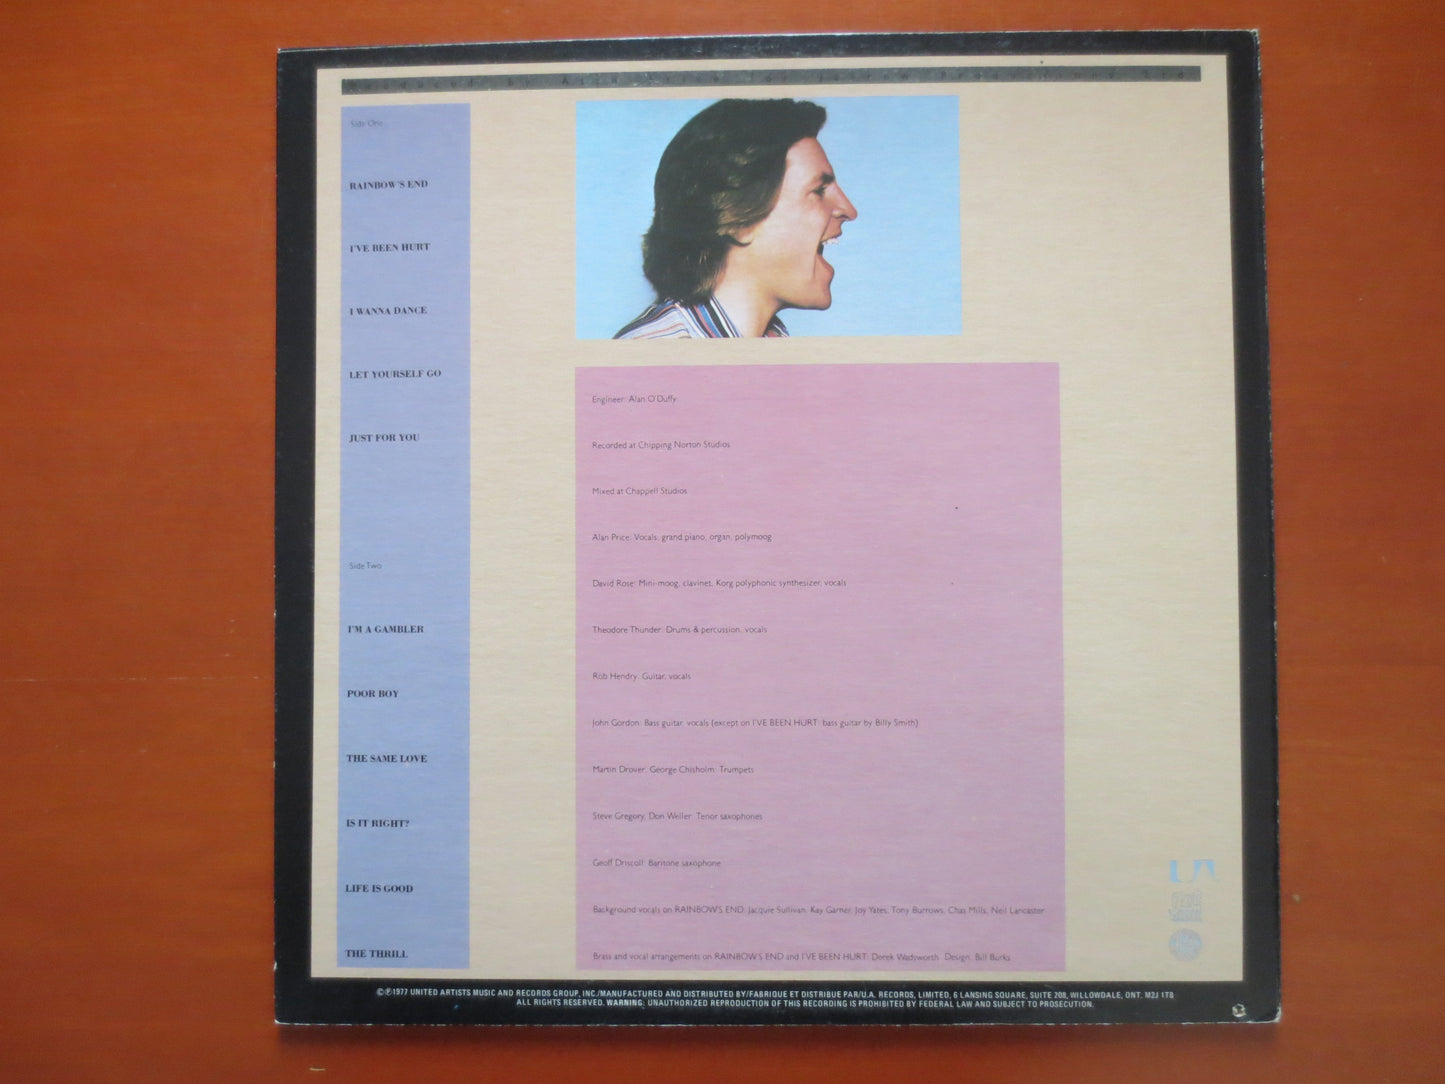 Produced by Alan Price for Jarrow Productions Ltd
Side One
RAINBOW'S END
I'VE BEEN HURT
I WANNA DANCE
LET YOURSELF GO
JUST FOR YOU
Side Two
I'M A GAMBLER
POOR BOY
THE SAME LOVE
IS IT RIGHT?
LIFE IS GOOD
THE THRILL
Engineer: Alan O'Duffy
Recorded at Chipping Norton Studios
Mixed at Chappell Studios
Alan Price: Vocals, grand piano, organ, polymoog
David Rose: Mini-moog, clavinet, Korg polyphonic synthesizer, vocals
Theodore Thunder: Drums & percussion, vocals
Rob Hendry: Guitar, vocals
John Gordon: Bass guitar, vocals (except on I'VE BEEN HURT: bass guitar by Billy Smith)
Martin Drover, George Chisholm: Trumpets
Steve Gregory, Don Weller: Tenor saxophones
Geoff Driscoll: Baritone saxophone
Background vocals on RAINBOW'S END: Jacquie Sullivan, Kay Garner, Joy Yates, Tony Burrows, Chas Mills, Neil Lancaster
Brass and vocal arrangements on RAINBOW'S END and I'VE BEEN HURT: Derek Wadsworth. Design: Bill Burks
UA
©℗1977 UNITED ARTISTS MUSIC AND RECORDS GROUP, INC./MANUFACTURED AND DISTRIBUTED BY/FABRIQUE ET DISTRIBUE PAR/U.A. RECORDS, LIMITED, 6 LANSING SQUARE, SUITE 208, WILLOWDALE, ONT. M2J 1T8
ALL RIGHTS RESERVED. WARNING: UNAUTHORIZED REPRODUCTION OF THIS RECORDING IS PROHIBITED BY FEDERAL LAW AND SUBJECT TO PROSECUTION.